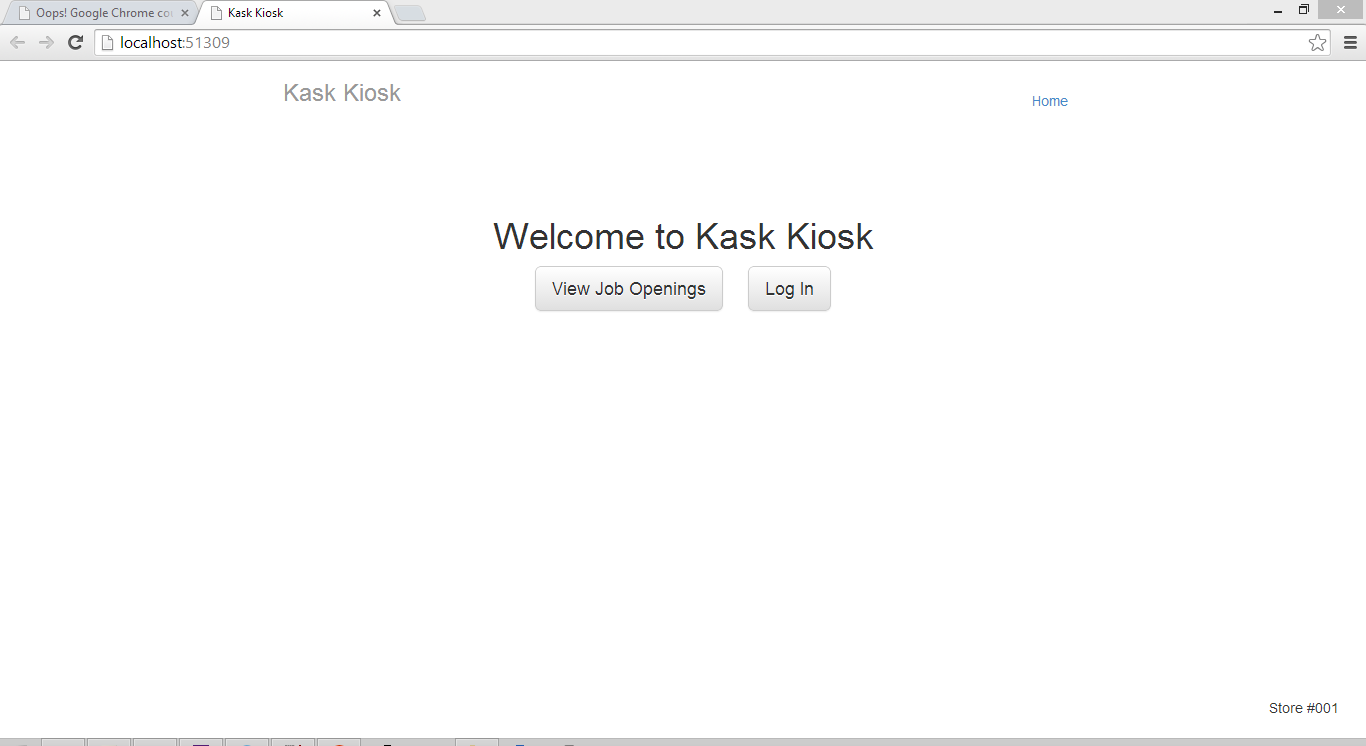 Oops! Google Chrome co
Kask Kiosk
localhost:51309
Kask Kiosk
Home
Welcome to Kask Kiosk
View Job Openings
Log In
Store #001